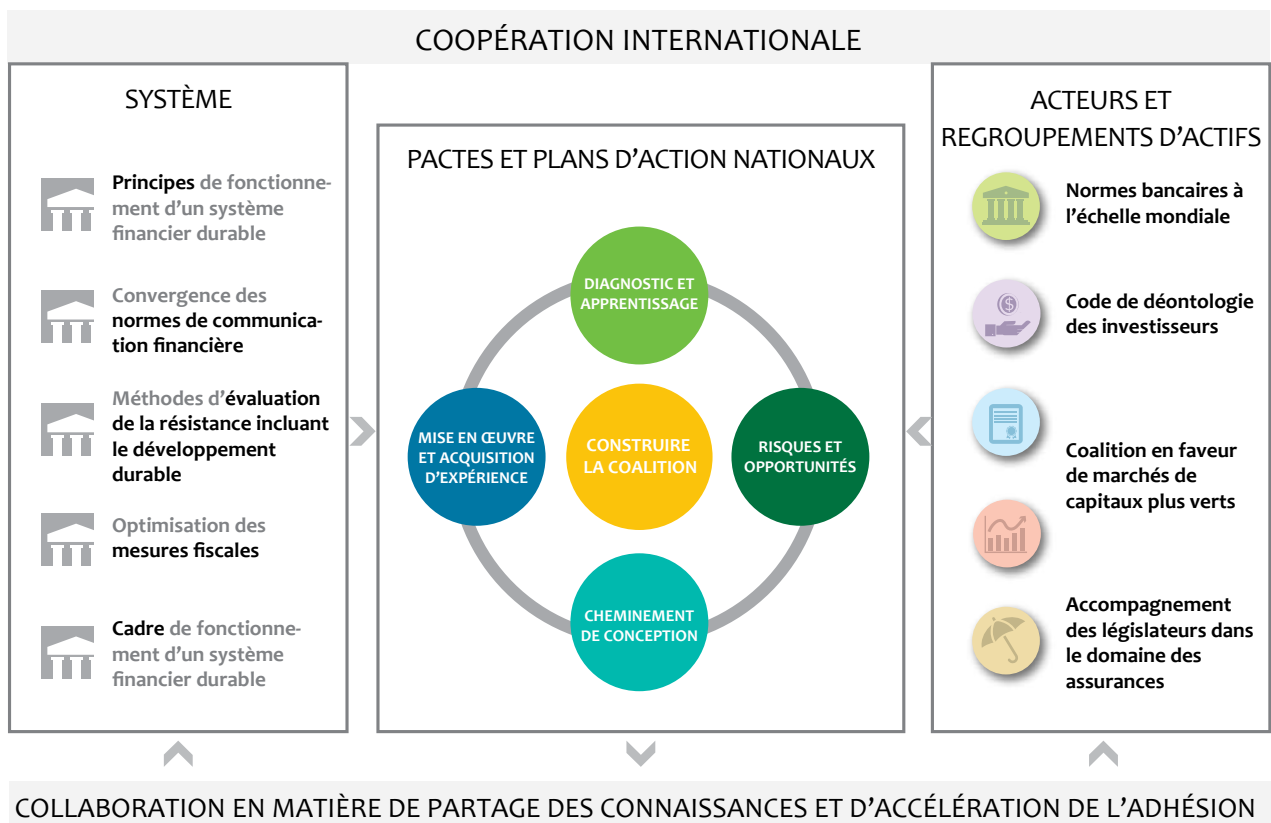 COOPÉRATION INTERNATIONALE
SYSTÈME
Principes de fonctionne-
ment d'un système
financier durable
Convergence des
normes de communica-
tion financière
Méthodes d'évaluation
de la résistance incluant
le développement
durable
Optimisation des
mesures fiscales
Cadre de fonctionne-
ment d'un système
financier durable
PACTES ET PLANS D'ACTION NATIONAUX
DIAGNOSTIC ET
APPRENTISSAGE
MISE EN ŒUVRE
ET ACQUISITION
D'EXPÉRIENCE
CONSTRUIRE
LA COALITION
RISQUES ET
OPPORTUNITÉS
CHEMINEMENT
DE CONCEPTION
ACTEURS ET
REGROUPEMENTS D'ACTIFS
Normes bancaires à
l'échelle mondiale
Code de déontologie
des investisseurs
Coalition en faveur
de marchés de
capitaux plus verts
Accompagnement
des législateurs dans
le domaine des
assurances
COLLABORATION EN MATIÈRE DE PARTAGE DES CONNAISSANCES ET D'ACCÉLÉRATION DE L'ADHÉSION